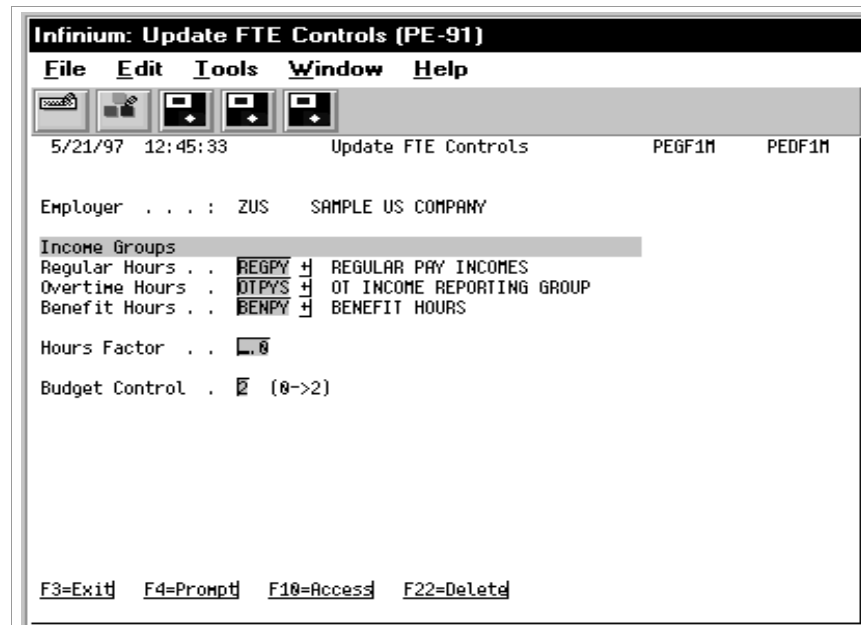 Infinium: Update FTE Controls (PE-91)
File Edit Tools Window Help
5/21/97 12:45:33 Update FTE Controls PEGF1M PEDF1M
Employer . . . : ZUS SAMPLE US COMPANY
Income Groups
Regular Hours . . REGPY + REGULAR PAY INCOMES
Overtime Hours . OTPYS + OT INCOME REPORTING GROUP
Benefit Hours . . BENPY + BENEFIT HOURS
Hours Factor . . _.0
Budget Control . 2 (0->2)
F3=Exit F4=Prompt F10=Access F22=Delete